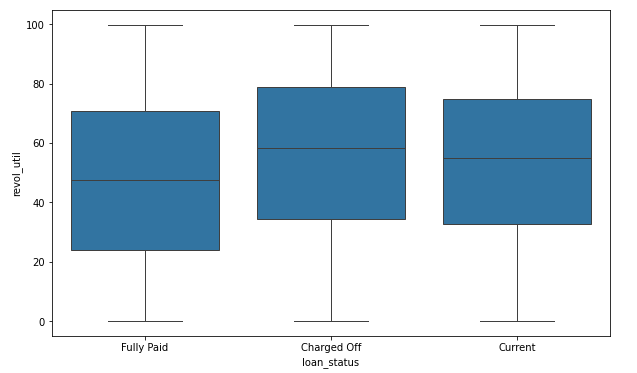 100
80
60
40
20
0
revol_util
Fully Paid
Charged Off
Current
loan_status